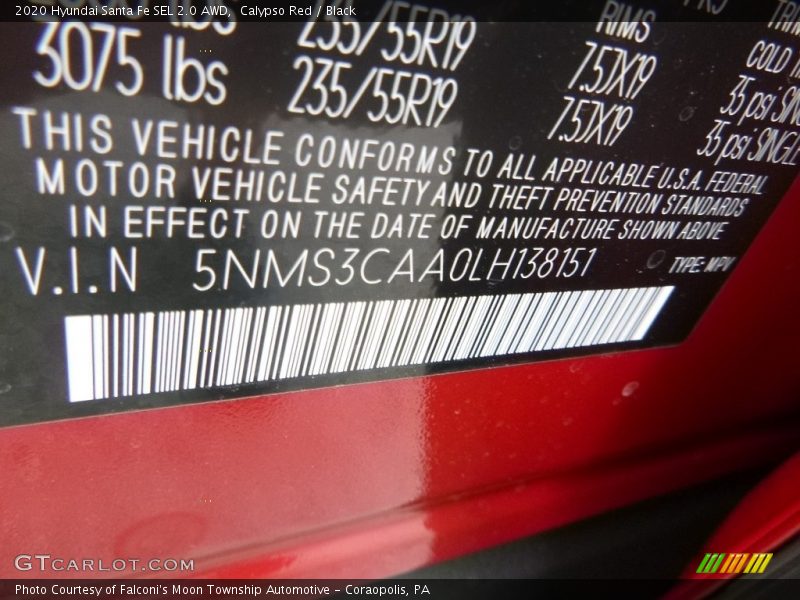 2020 Hyundai Santa Fe SEL 2.0 AWD, Calypso Red / Black
lbs 235/55R19 RIMS
3075 lbs 235/55R19 7.5JX19 COLD
7.5JX19 35 psi
35 psi SINGLE
THIS VEHICLE CONFORMS TO ALL APPLICABLE U.S.A. FEDERAL
MOTOR VEHICLE SAFETY AND THEFT PREVENTION STANDARDS
IN EFFECT ON THE DATE OF MANUFACTURE SHOWN ABOVE
V.I.N 5NMS3CAA0LH138151 TYPE: MPV
GTCARLOT.COM
Photo Courtesy of Falconi's Moon Township Automotive - Coraopolis, PA